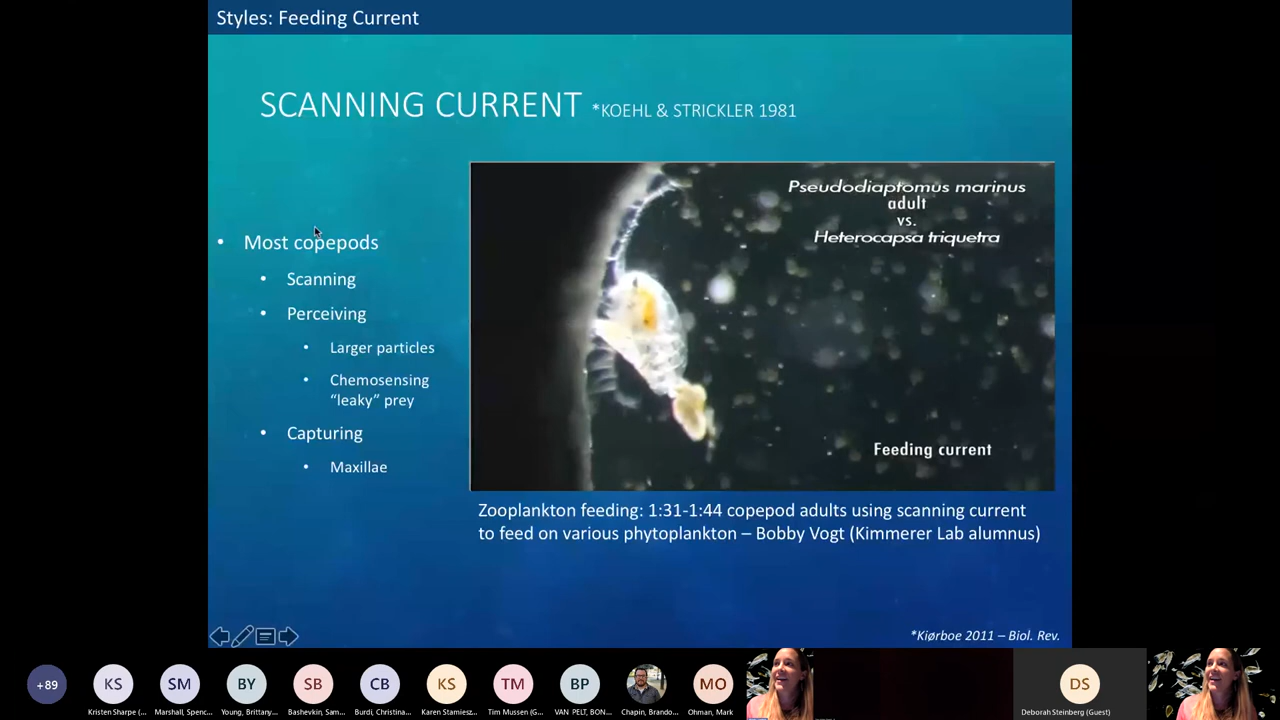 Styles: Feeding Current
SCANNING CURRENT *KOEHL & STRICKLER 1981
• Most copepods
• Scanning
• Perceiving
• Larger particles
• Chemosensing
“leaky” prey
• Capturing
• Maxillae
Pseudodiaptomus marinus
adult
vs.
Heterocapsa triquetra
Feeding current
Zooplankton feeding: 1:31-1:44 copepod adults using scanning current
to feed on various phytoplankton – Bobby Vogt (Kimmerer Lab alumnus)
*Kiørboe 2011 – Biol. Rev.
+89
KS
SM
BY
SB
CB
KS
TM
BP
MO
DS
Kristen Sharpe (...
Marshall, Spenc...
Young, Brittany...
Bashevkin, Sam...
Burdi, Christina...
Karen Stamiesz...
Tim Mussen (G...
VAN PELT, BON...
Chapin, Brando...
Ohman, Mark
Deborah Steinberg (Guest)